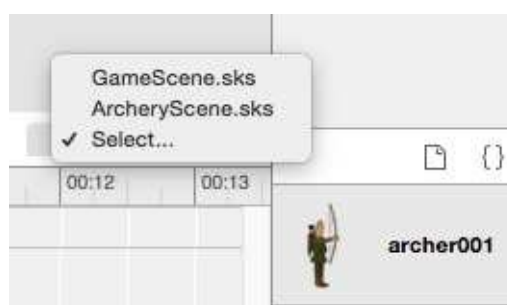 GameScene.sks
ArcheryScene.sks
✓ Select...
00:12 00:13
{}
archer001